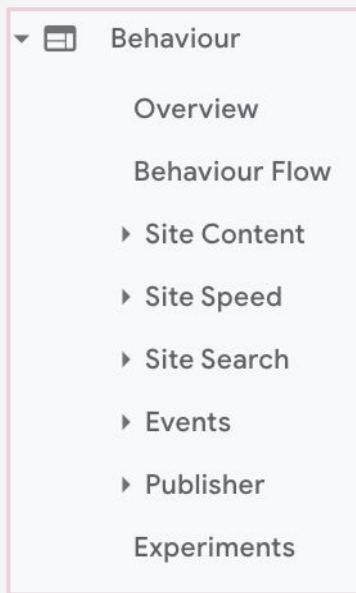 Behaviour
Overview
Behaviour Flow
Site Content
Site Speed
Site Search
Events
Publisher
Experiments